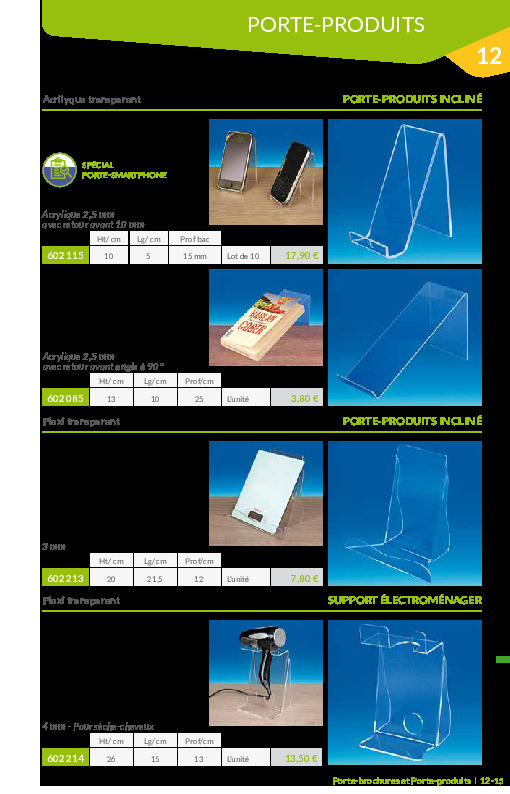 PORTE-PRODUITS
12
Acrilyque transparent
PORTE-PRODUITS INCLINÉ
SPÉCIAL
PORTE-SMARTPHONE
Acrylique 2,5 mm
avec retour avant 10 mm
Ht/ cm Lg/ cm Prof bac
602 115 10 5 15 mm Lot de 10 17,90 €
HARLAN
COBEN
Acrylique 2,5 mm
avec retour avant angle à 90°
Ht/ cm Lg/ cm Prof/cm
602 085 13 10 25 L'unité 3,80 €
Plexi transparent
PORTE-PRODUITS INCLINÉ
3 mm
Ht/ cm Lg/ cm Prof/cm
602 213 20 21,5 12 L'unité 7,80 €
Plexi transparent
SUPPORT ÉLECTROMÉNAGER
4 mm - Pour sèche-cheveux
Ht/ cm Lg/ cm Prof/cm
602 214 26 15 13 L'unité 13,50 €
Porte-brochures et Porte-produits | 12-15